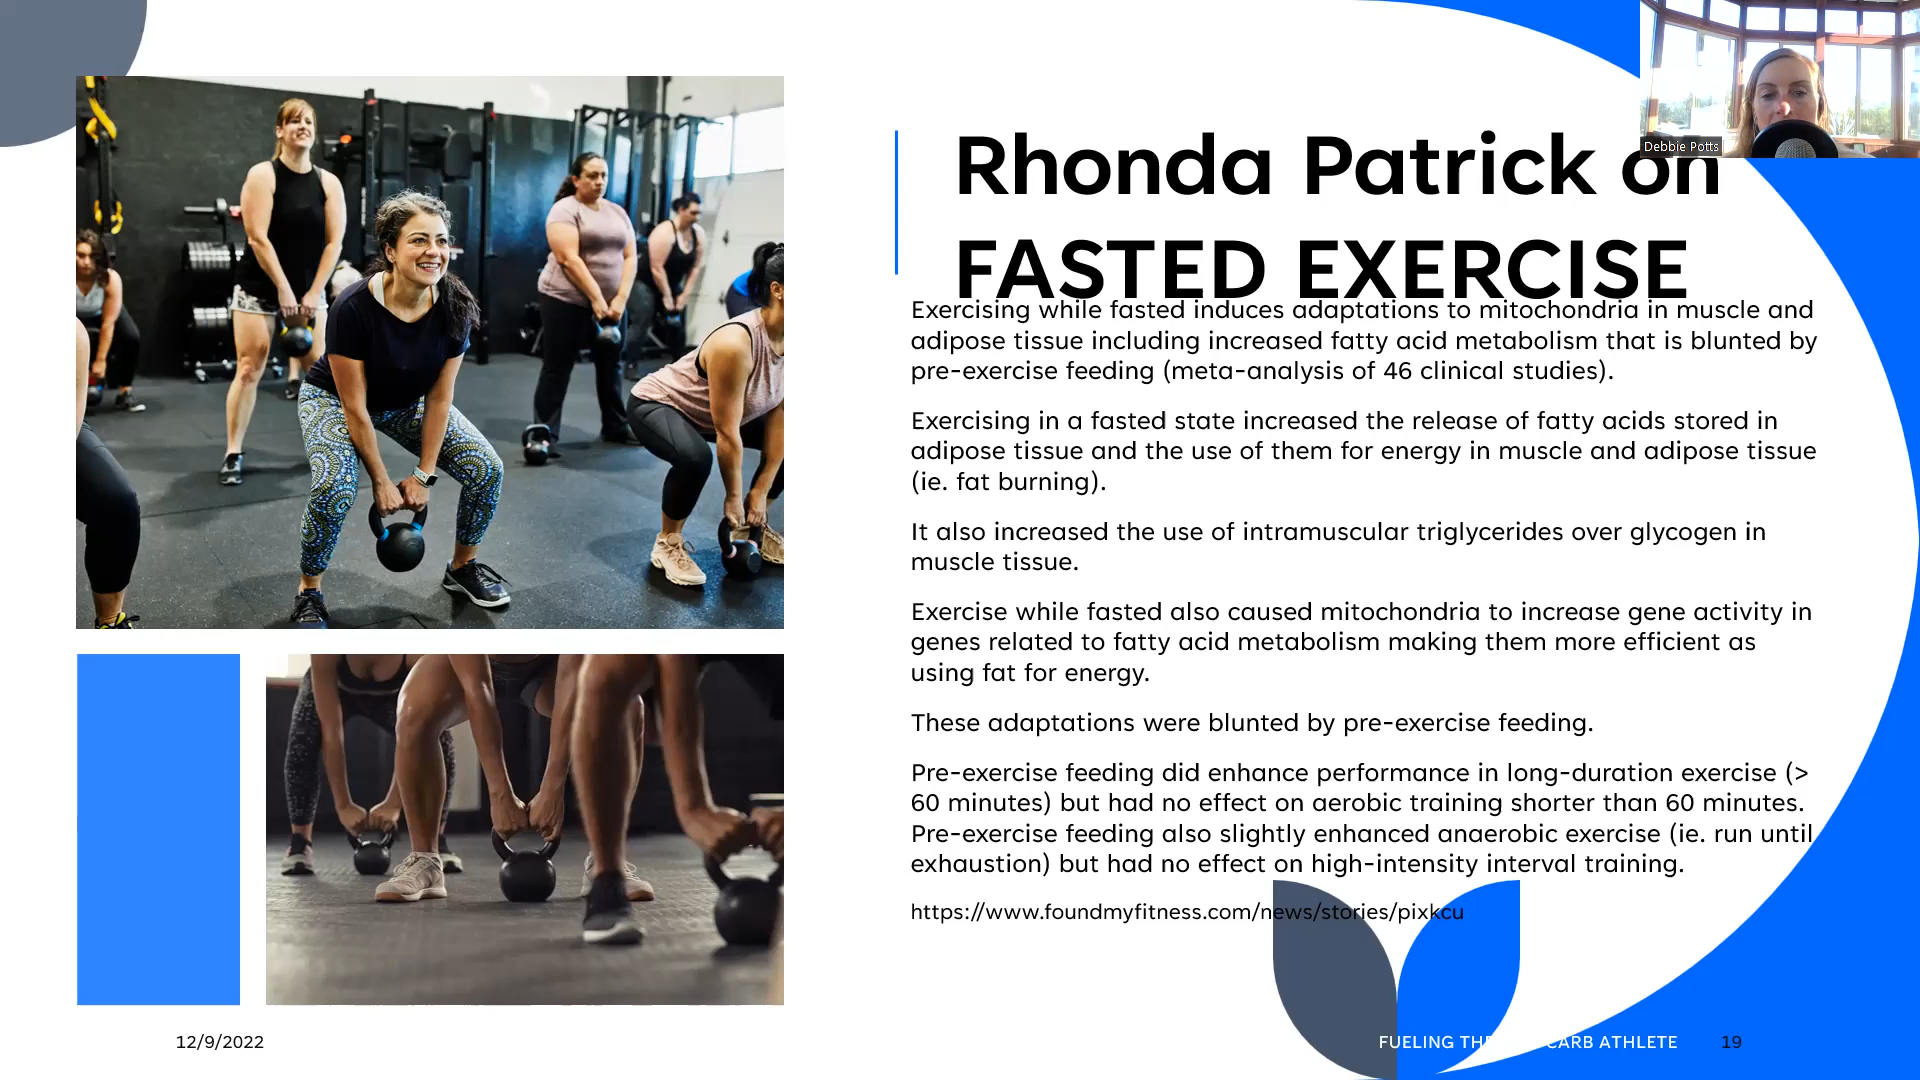 Debbie Potts
Rhonda Patrick on
FASTED EXERCISE
Exercising while fasted induces adaptations to mitochondria in muscle and
adipose tissue including increased fatty acid metabolism that is blunted by
pre-exercise feeding (meta-analysis of 46 clinical studies).
Exercising in a fasted state increased the release of fatty acids stored in
adipose tissue and the use of them for energy in muscle and adipose tissue
(ie. fat burning).
It also increased the use of intramuscular triglycerides over glycogen in
muscle tissue.
Exercise while fasted also caused mitochondria to increase gene activity in
genes related to fatty acid metabolism making them more efficient as
using fat for energy.
These adaptations were blunted by pre-exercise feeding.
Pre-exercise feeding did enhance performance in long-duration exercise (>
60 minutes) but had no effect on aerobic training shorter than 60 minutes.
Pre-exercise feeding also slightly enhanced anaerobic exercise (ie. run until
exhaustion) but had no effect on high-intensity interval training.
https://www.foundmyfitness.com/news/stories/pixkcu
12/9/2022
FUELING CARB ATHLETE
19